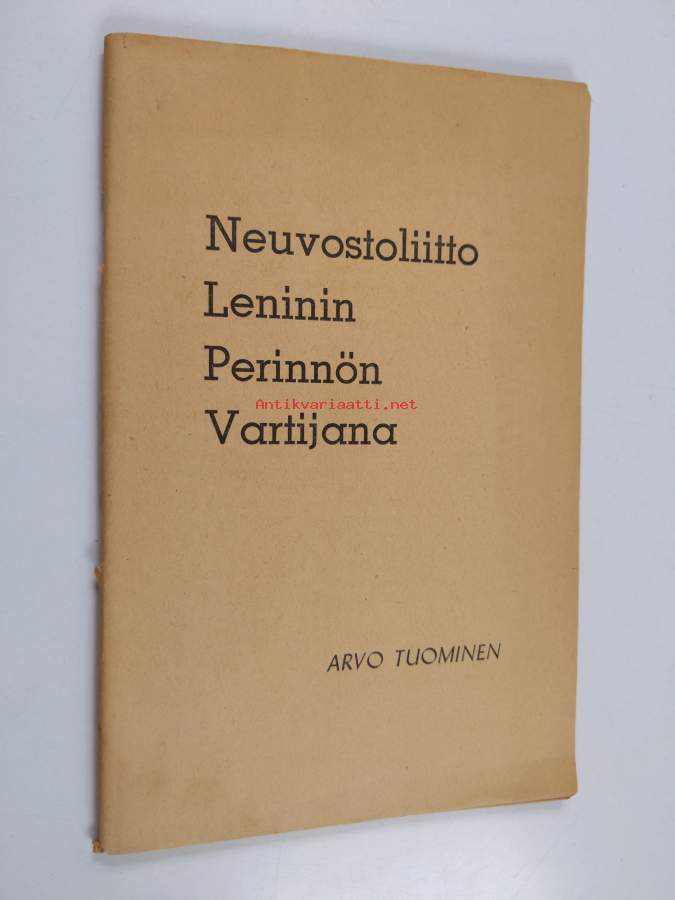 Neuvostoliitto
Leninin
Perinnön
Antikvariaatti.net
Vartijana
ARVO TUOMINEN